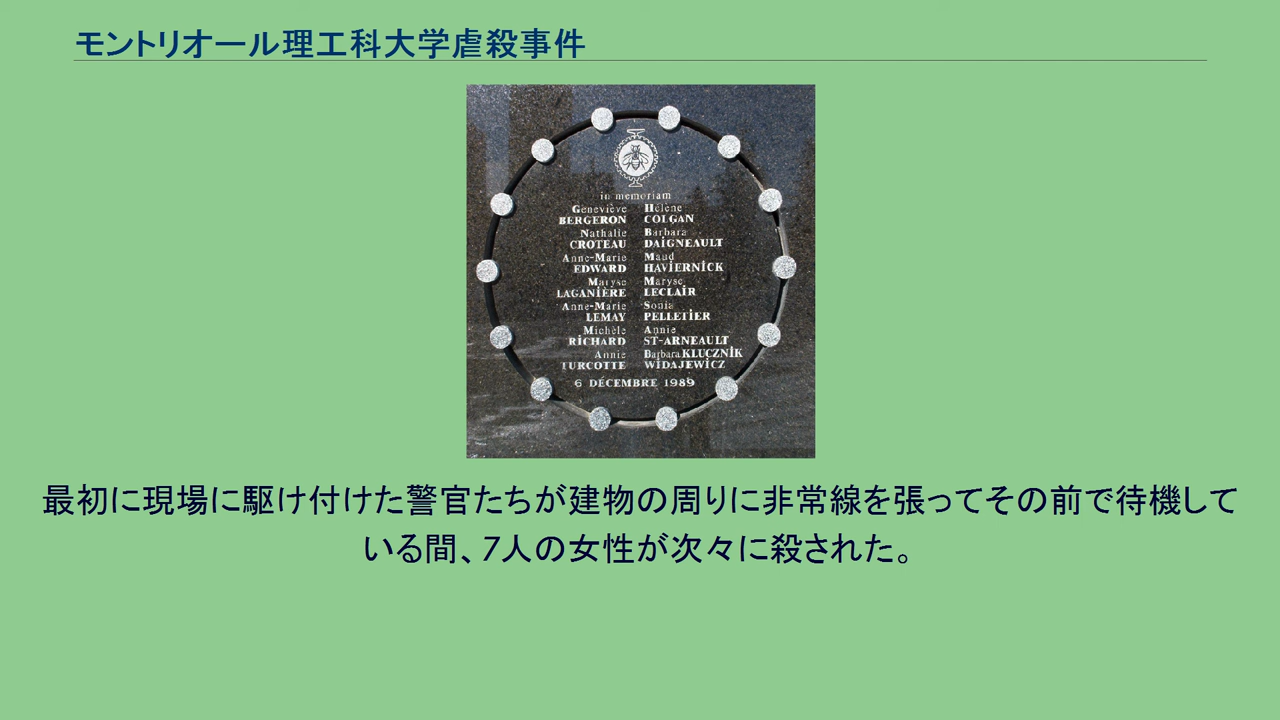 モントリオール理工科大学虐殺事件
in memoriam
Geneviève Hélène
BERGERON COLGAN
Nathalie Barbara
CROTEAU DAIGNEAULT
Anne-Marie Maud
EDWARD HAVIERNICK
Maryse Maryse
LAGANIÈRE LECLAIR
Anne-Marie Sonia
LEMAY PELLETIER
Michèle Annie
RICHARD ST-ARNEAULT
Annie Barbara KLUCZNIK
TURCOTTE WIDAJEWICZ
6 DÉCEMBRE 1989
最初に現場に駆け付けた警官たちが建物の周りに非常線を張ってその前で待機して
いる間、7人の女性が次々に殺された。